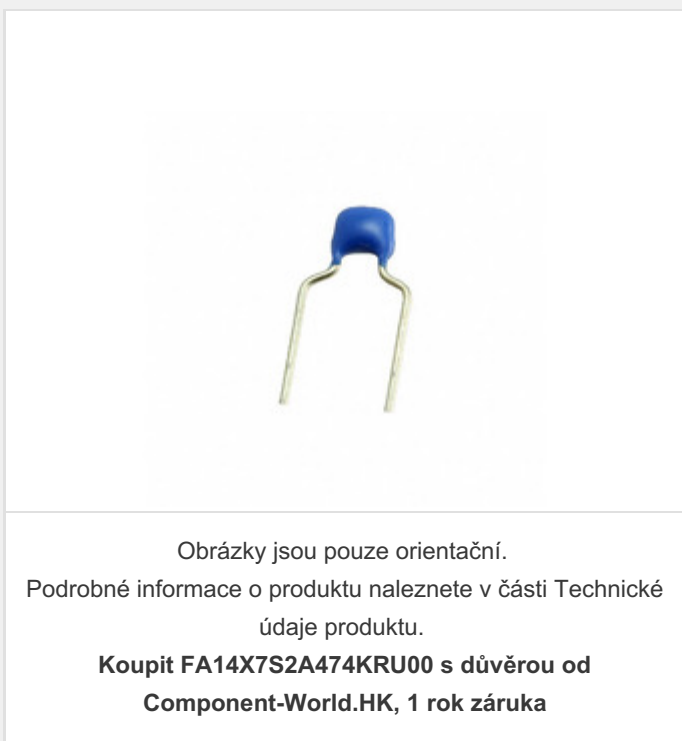 Obrázky jsou pouze orientační.
Podrobné informace o produktu naleznete v části Technické
údaje produktu.
Koupit FA14X7S2A474KRU00 s důvěrou od
Component-World.HK, 1 rok záruka